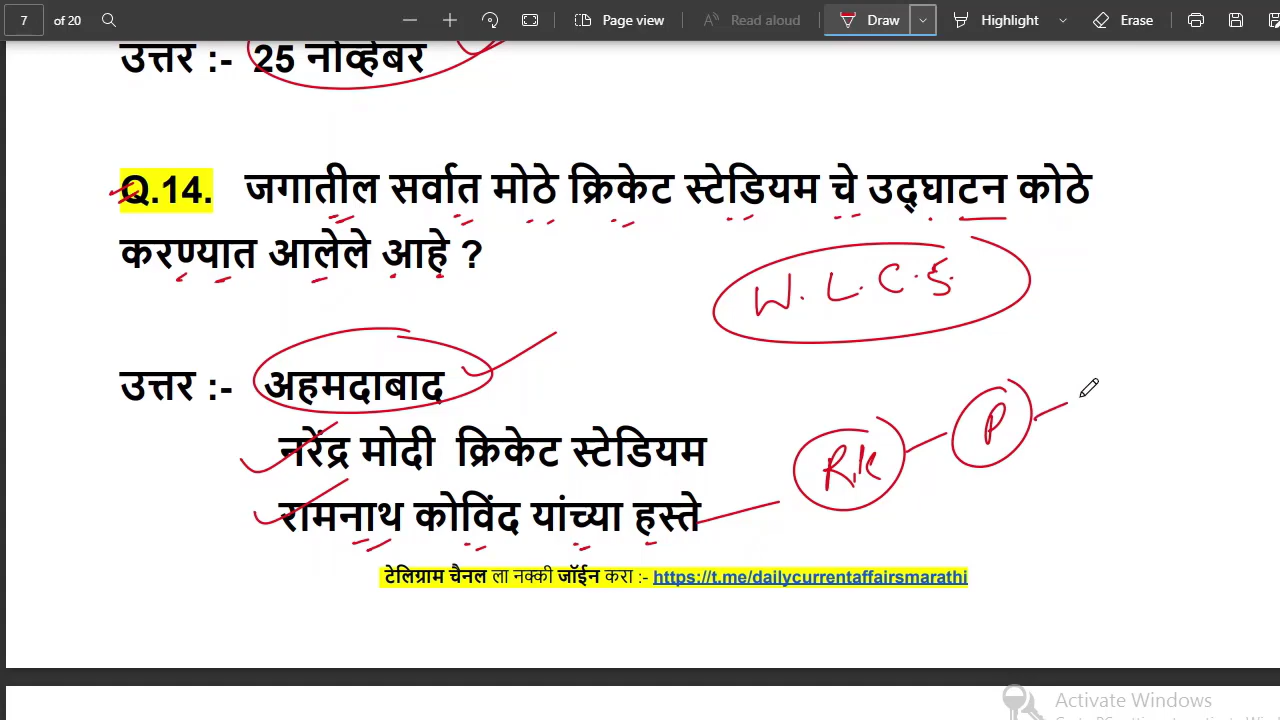 7 of 20 Page view Read aloud Draw Highlight Erase
उत्तर :- 25 नोव्हेंबर
Q.14. जगातील सर्वात मोठे क्रिकेट स्टेडियम चे उद्घाटन कोठे
करण्यात आलेले आहे ?
W. L. C. S.
उत्तर :- अहमदाबाद
नरेंद्र मोदी क्रिकेट स्टेडियम
R.K P
रामनाथ कोविंद यांच्या हस्ते
टेलिग्राम चैनल ला नक्की जॉईन करा :- https://t.me/dailycurrentaffairsmarathi
Activate Windows